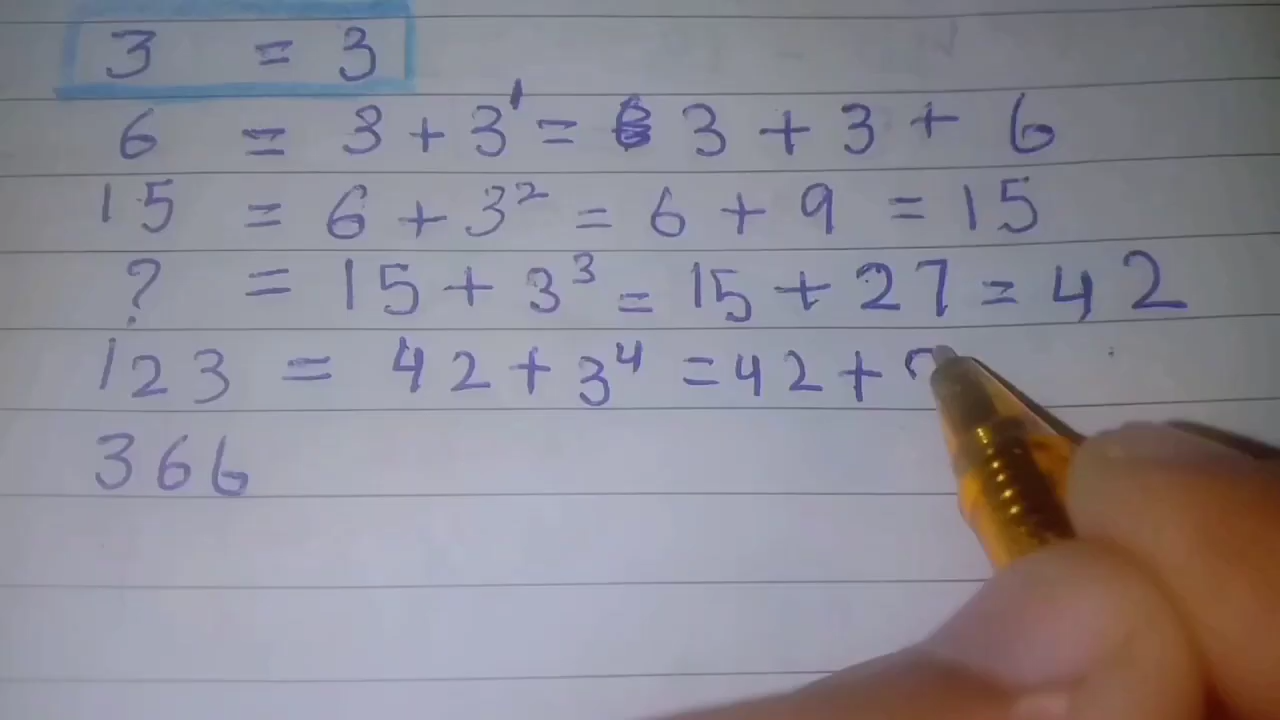 3 = 3
6 = 3 + 3¹ = 3 + 3 + 6
15 = 6 + 3² = 6 + 9 = 15
? = 15 + 3³ = 15 + 27 = 42
123 = 42 + 3⁴ = 42 +
366